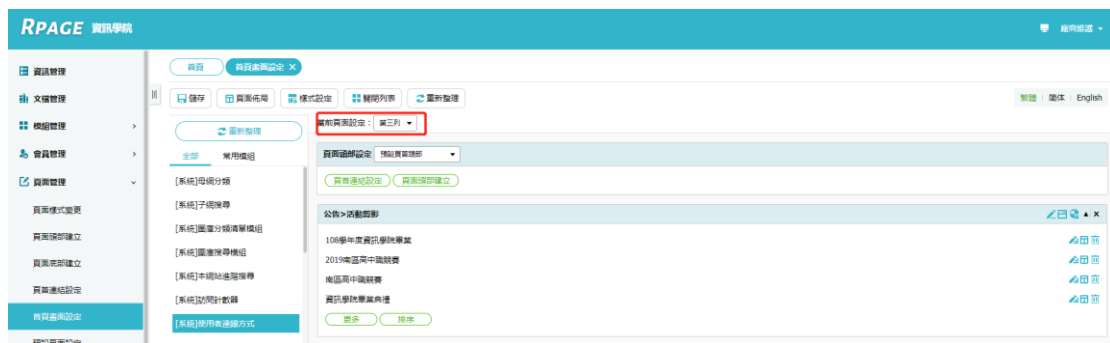 RPAGE 資訊學院
廠商維護
資訊管理
文檔管理
模組管理
會員管理
頁面管理
頁面樣式變更
頁面頭部建立
頁面底部建立
頁首連結設定
首頁畫面設定
首頁
首頁畫面設定 X
儲存
頁面佈局
樣式設定
關閉列表
重新整理
繁體 简体 English
重新整理
全部 常用模組
[系統]母網分類
[系統]子網搜尋
[系統]圖庫分類清單模組
[系統]圖庫搜尋模組
[系統]本網站進階搜尋
[系統]訪問計數器
[系統]使用者連線方式
當前頁面設定: 第三列
頁面頭部設定 預設頁首頭部
頁首連結設定 頁面頭部建立
公告>活動剪影
108學年度資訊學院畢業
2019南區高中職競賽
南區高中職競賽
資訊學院畢業典禮
更多 排序